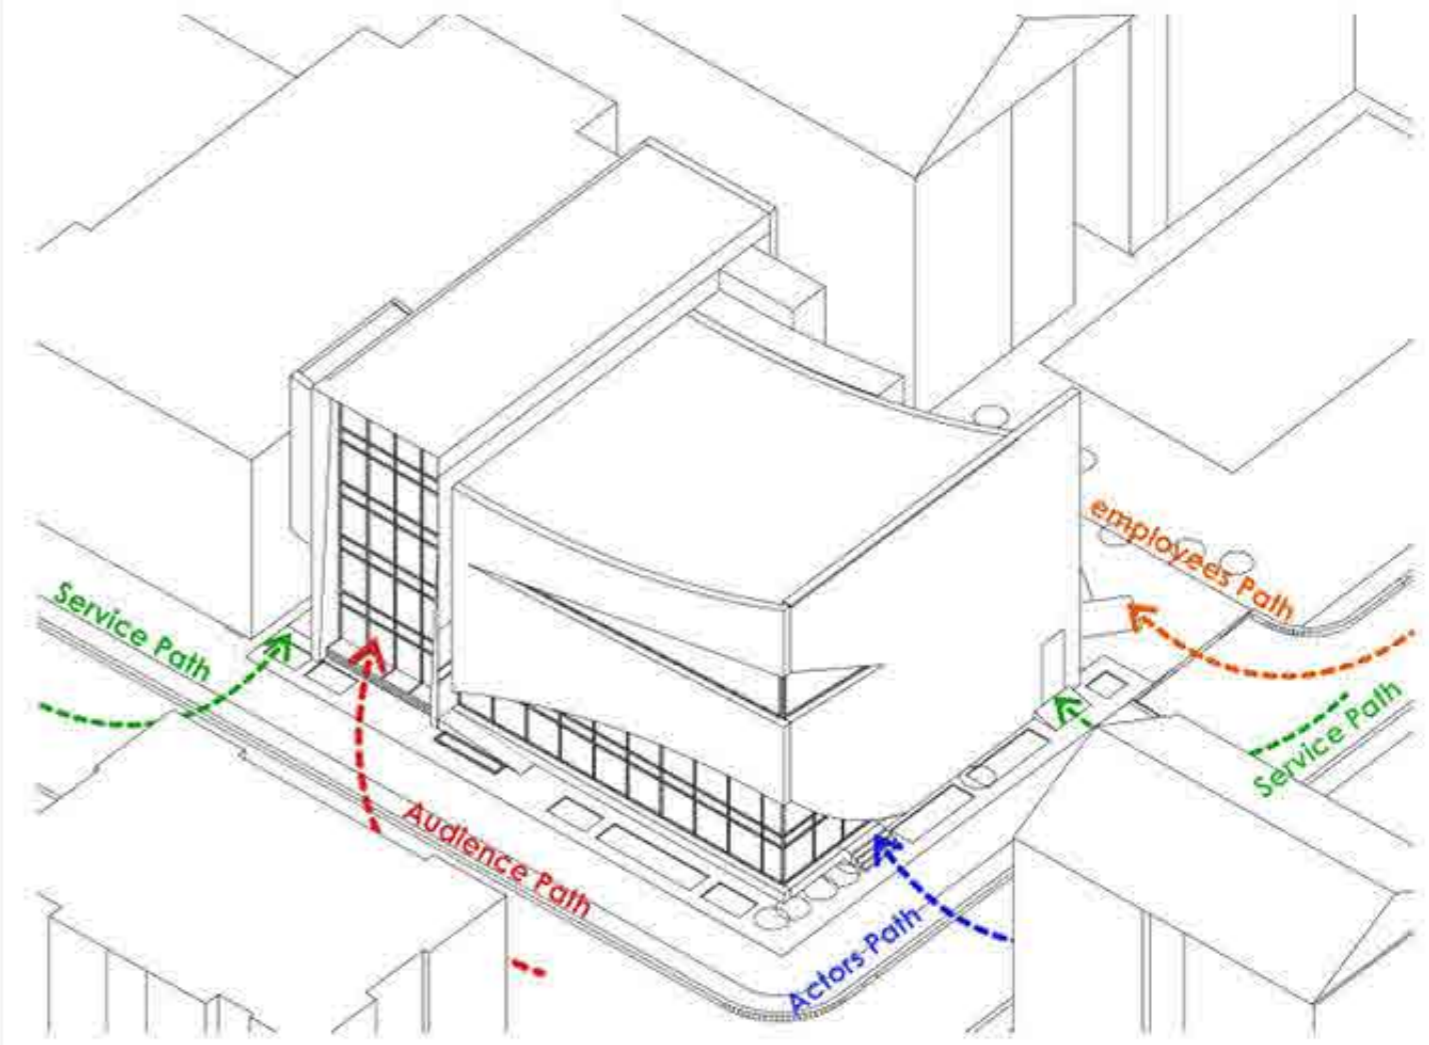 employees Path
Service Path
Service Path
Audience Path
Actors Path